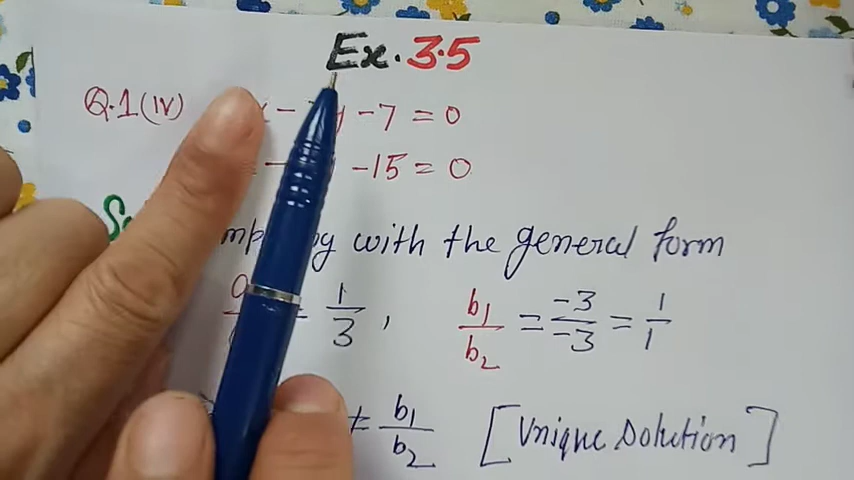 Ex. 3.5
Q.1(iv) - -7 = 0
- -15 = 0
with the general form
1/3 , b1/b2 = -3/-3 = 1/1
≠ b1/b2 [Unique Solution]